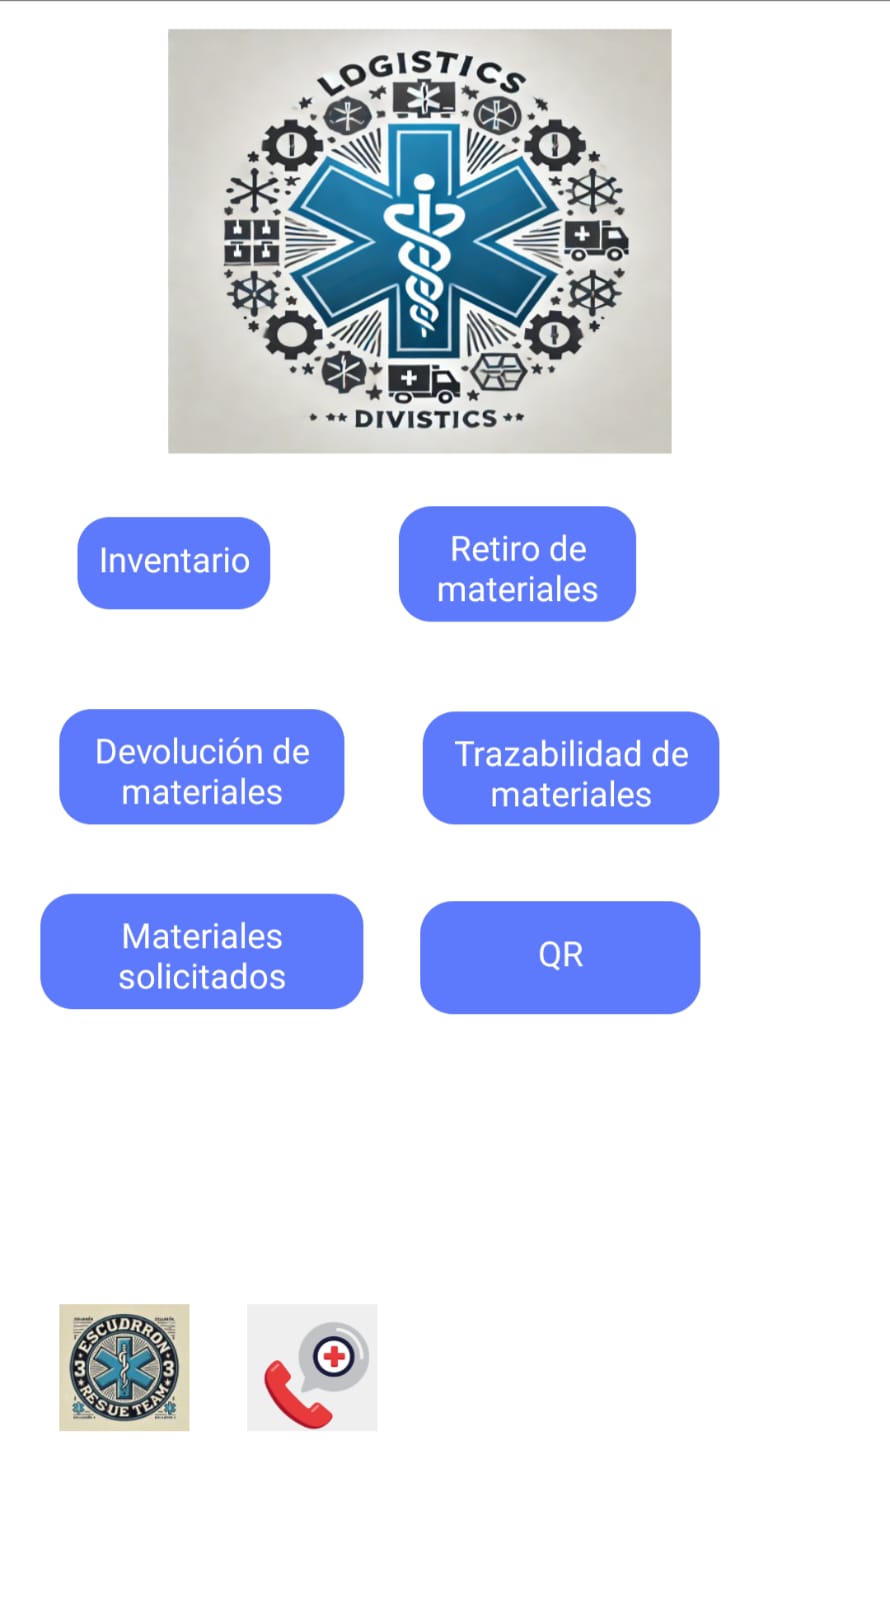 LOGISTICS
DIVISTICS
Inventario
Retiro de
materiales
Devolución de
materiales
Trazabilidad de
materiales
Materiales
solicitados
QR
ESCUDRRON
3 3
RESUE TEAM